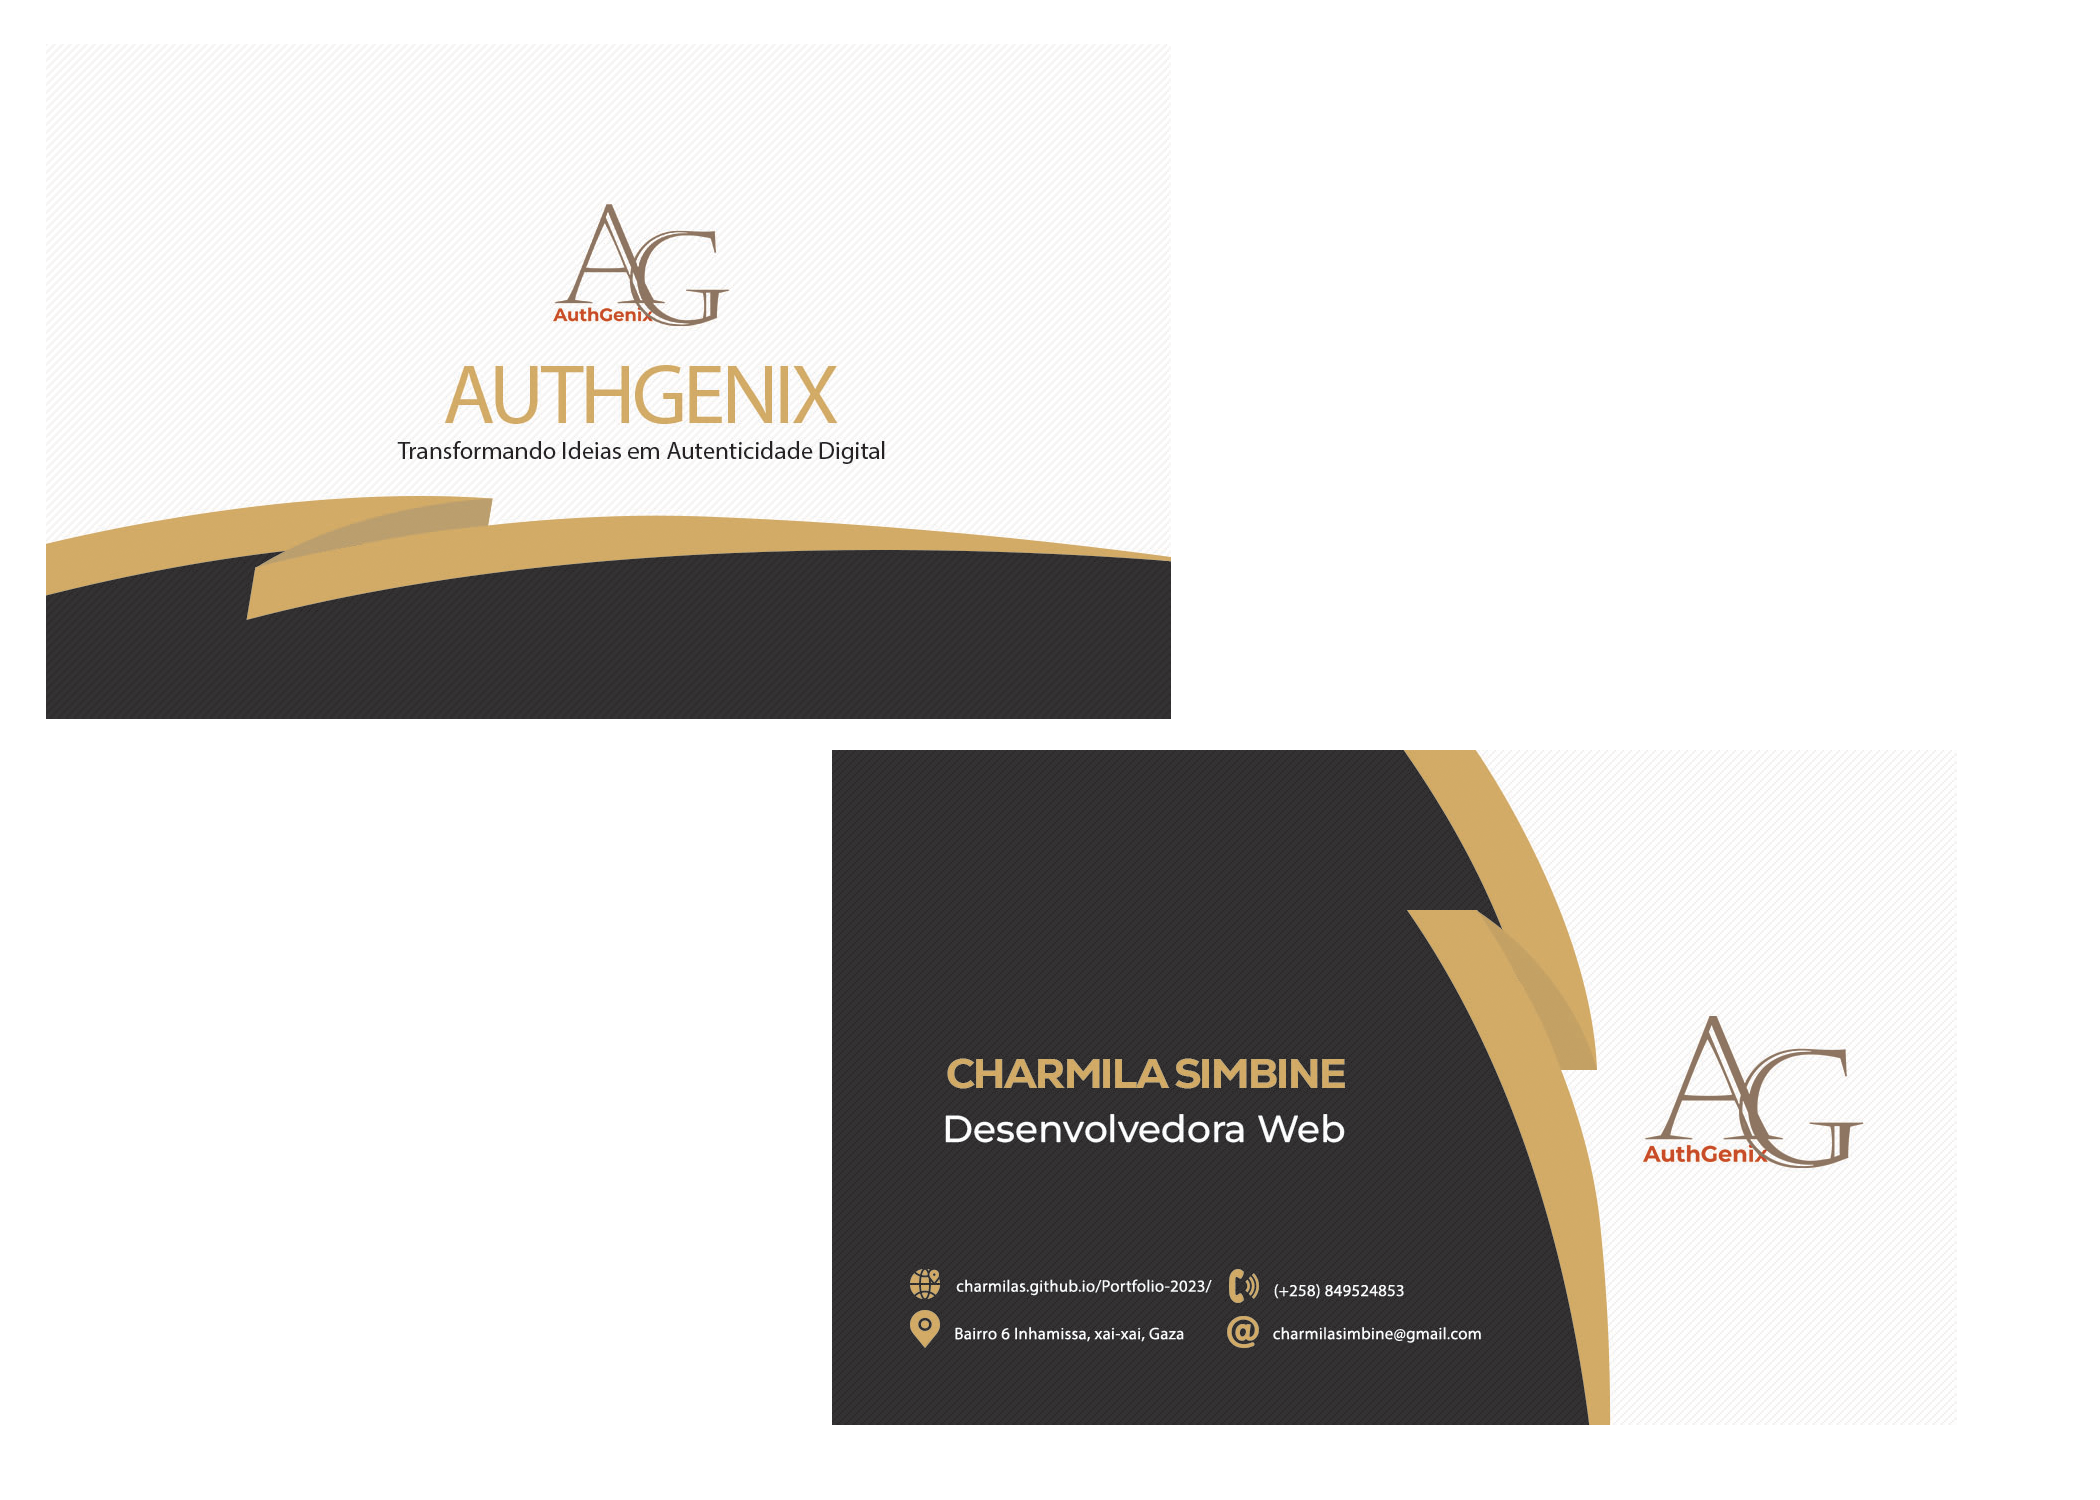 AG
AuthGenix
AUTHGENIX
Transformando Ideias em Autenticidade Digital
CHARMILA SIMBINE
Desenvolvedora Web
AG
AuthGenix
charmilas.github.io/Portfolio-2023/
(+258) 849524853
Bairro 6 Inhamissa, xai-xai, Gaza
charmilasimbine@gmail.com